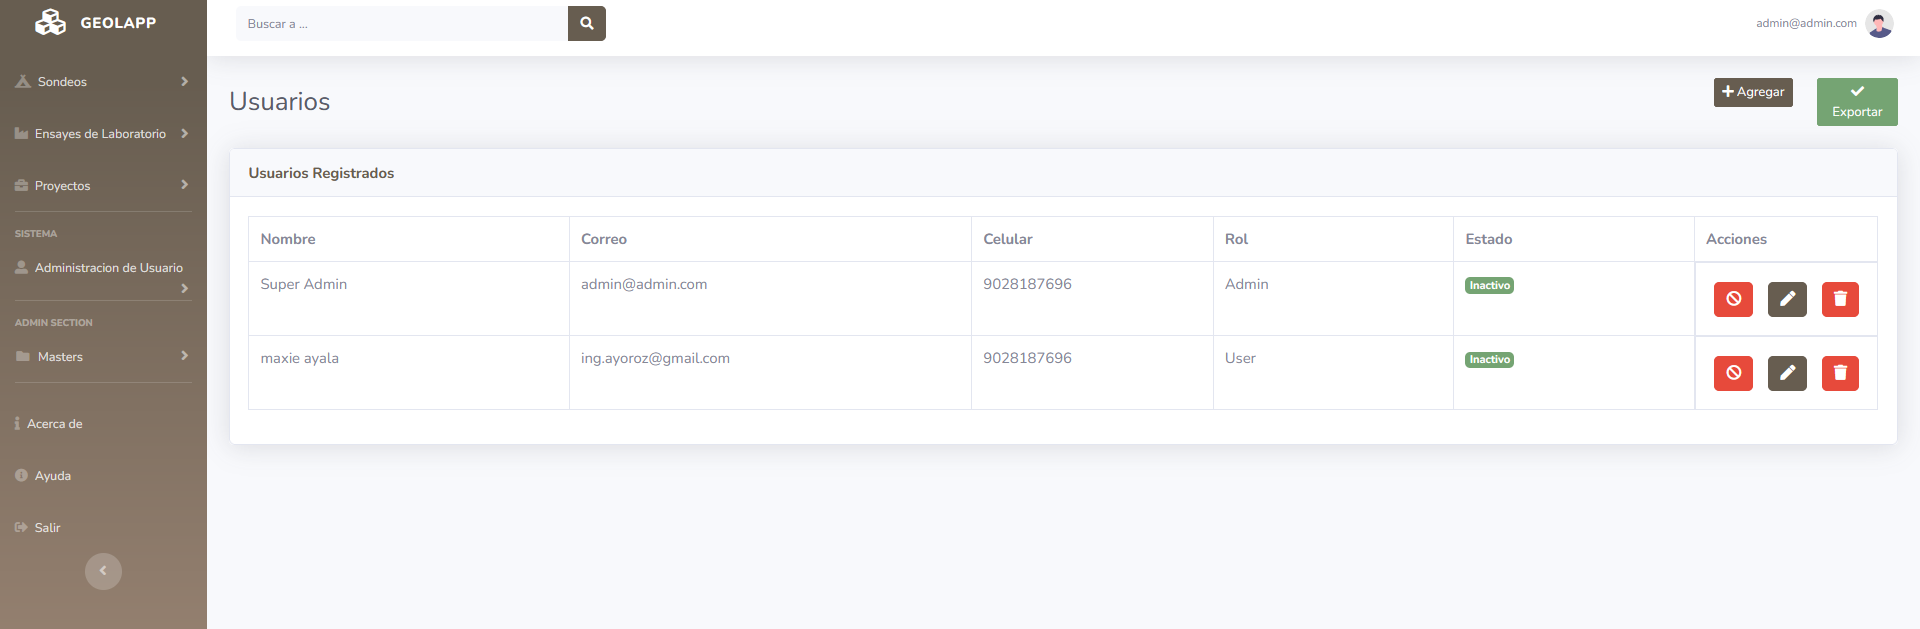 GEOLAPP
Buscar a ...
admin@admin.com
Sondeos
Ensayes de Laboratorio
Proyectos
SISTEMA
Administracion de Usuario
ADMIN SECTION
Masters
Acerca de
Ayuda
Salir
Usuarios
Agregar
Exportar
Usuarios Registrados
Nombre Correo Celular Rol Estado Acciones
Super Admin admin@admin.com 9028187696 Admin Inactivo
maxie ayala ing.ayoroz@gmail.com 9028187696 User Inactivo